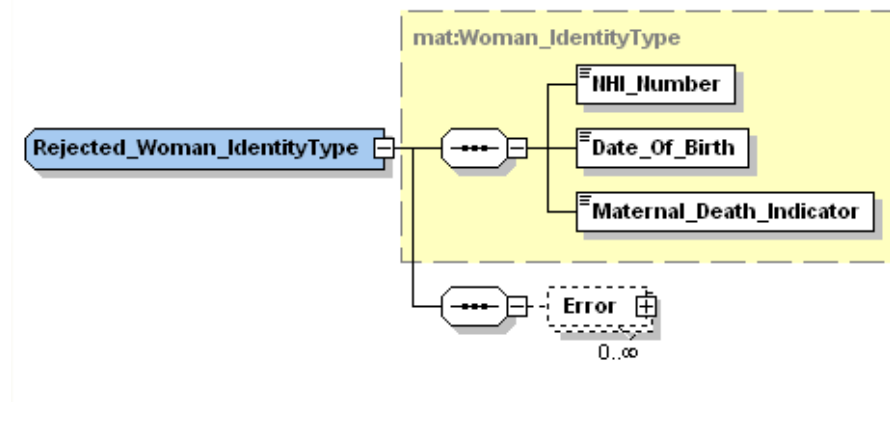 mat:Woman_IdentityType
NHI_Number
Rejected_Woman_IdentityType
Date_Of_Birth
Maternal_Death_Indicator
Error
0..∞